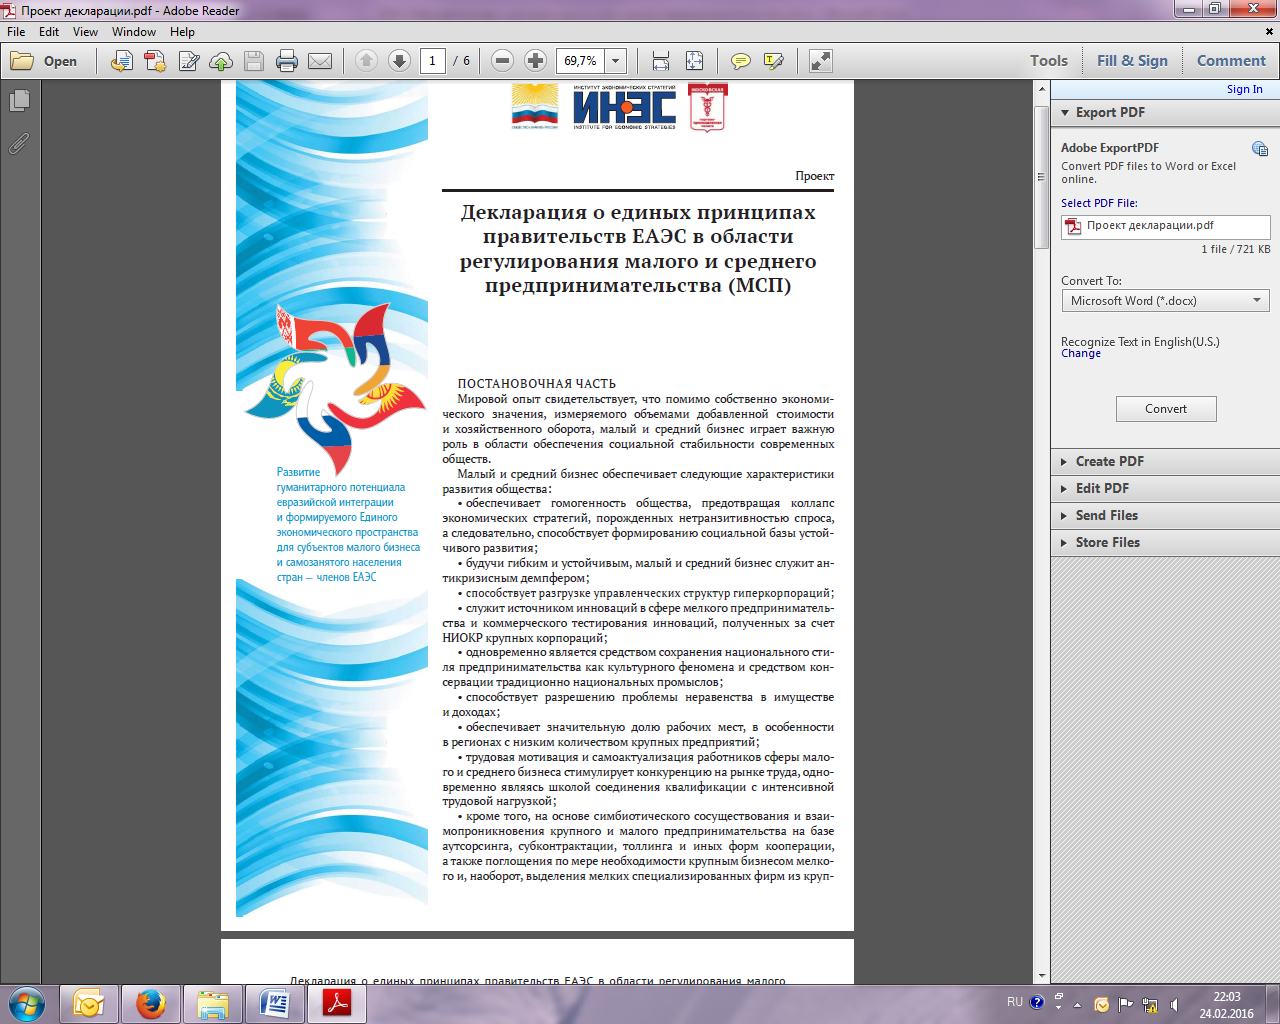 Проект декларации.pdf - Adobe Reader
File Edit View Window Help
Open 1 / 6 69,7% Tools Fill & Sign Comment
Sign In
Export PDF
Adobe ExportPDF
Convert PDF files to Word or Excel
online.
Select PDF File:
Проект декларации.pdf
1 file / 721 KB
Convert To:
Microsoft Word (*.docx)
Recognize Text in English(U.S.)
Change
Convert
Create PDF
Edit PDF
Send Files
Store Files
ИНСТИТУТ ЭКОНОМИЧЕСКИХ СТРАТЕГИЙ
ИНЭС
INSTITUTE FOR ECONOMIC STRATEGIES
МОСКОВСКАЯ
Проект
Декларация о единых принципах
правительств ЕАЭС в области
регулирования малого и среднего
предпринимательства (МСП)
Развитие
гуманитарного потенциала
евразийской интеграции
и формируемого Единого
экономического пространства
для субъектов малого бизнеса
и самозанятого населения
стран — членов ЕАЭС
ПОСТАНОВОЧНАЯ ЧАСТЬ
Мировой опыт свидетельствует, что помимо собственно экономи-
ческого значения, измеряемого объемами добавленной стоимости
и хозяйственного оборота, малый и средний бизнес играет важную
роль в области обеспечения социальной стабильности современных
обществ.
Малый и средний бизнес обеспечивает следующие характеристики
развития общества:
• обеспечивает гомогенность общества, предотвращая коллапс
экономических стратегий, порожденных нетранзитивностью спроса,
а следовательно, способствует формированию социальной базы устой-
чивого развития;
• будучи гибким и устойчивым, малый и средний бизнес служит ан-
тикризисным демпфером;
• способствует разгрузке управленческих структур гиперкорпораций;
• служит источником инноваций в сфере мелкого предприниматель-
ства и коммерческого тестирования инноваций, полученных за счет
НИОКР крупных корпораций;
• одновременно является средством сохранения национального сти-
ля предпринимательства как культурного феномена и средством кон-
сервации традиционно национальных промыслов;
• способствует разрешению проблемы неравенства в имуществе
и доходах;
• обеспечивает значительную долю рабочих мест, в особенности
в регионах с низким количеством крупных предприятий;
• трудовая мотивация и самоактуализация работников сферы мало-
го и среднего бизнеса стимулирует конкуренцию на рынке труда, одно-
временно являясь школой соединения квалификации с интенсивной
трудовой нагрузкой;
• кроме того, на основе симбиотического сосуществования и взаи-
мопроникновения крупного и малого предпринимательства на базе
аутсорсинга, субконтрактации, толлинга и иных форм кооперации,
а также поглощения по мере необходимости крупным бизнесом мелко-
го и, наоборот, выделения мелких специализированных фирм из круп-
Декларация о единых принципах правительств ЕАЭС в области регулирования малого
RU
22:03
24.02.2016